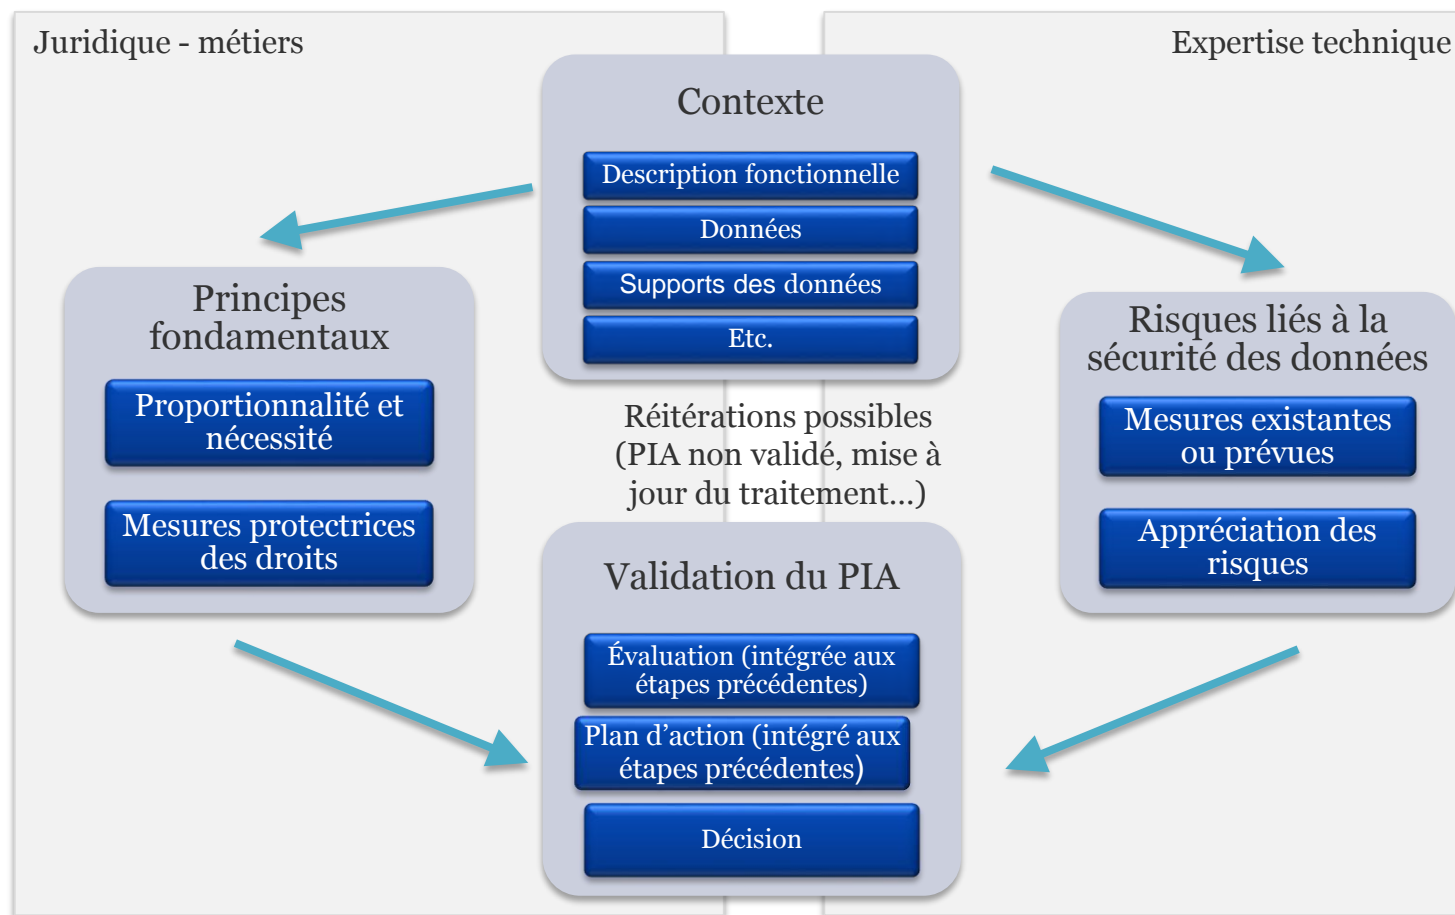 Juridique - métiers
Expertise technique
Contexte
Description fonctionnelle
Données
Supports des données
Etc.
Principes
fondamentaux
Proportionnalité et
nécessité
Mesures protectrices
des droits
Risques liés à la
sécurité des données
Mesures existantes
ou prévues
Appréciation des
risques
Réitérations possibles
(PIA non validé, mise à
jour du traitement...)
Validation du PIA
Évaluation (intégrée aux
étapes précédentes)
Plan d’action (intégré aux
étapes précédentes)
Décision